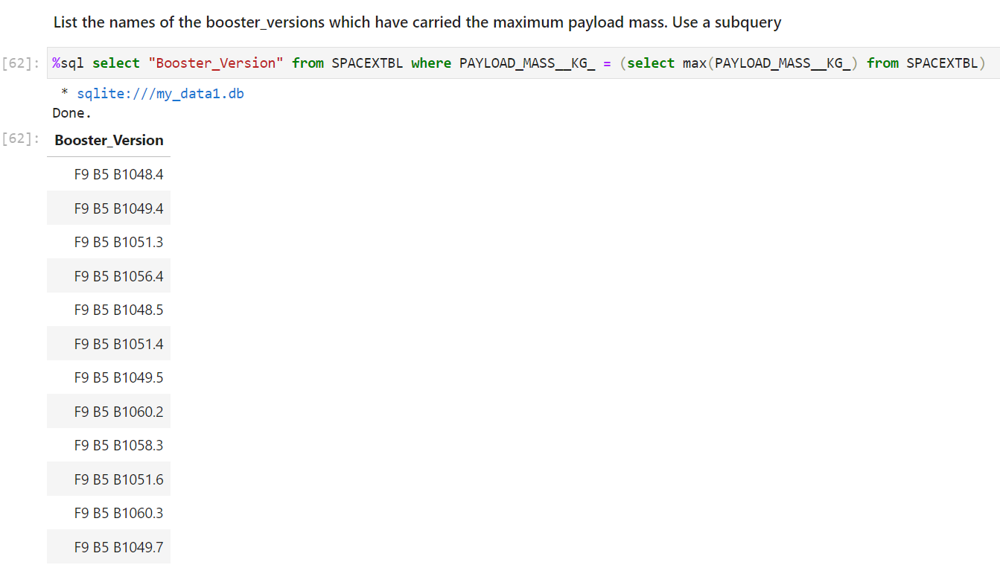 List the names of the booster_versions which have carried the maximum payload mass. Use a subquery
[62]: %sql select "Booster_Version" from SPACEXTBL where PAYLOAD_MASS__KG_ = (select max(PAYLOAD_MASS__KG_) from SPACEXTBL)
* sqlite:///my_data1.db
Done.
[62]: Booster_Version
F9 B5 B1048.4
F9 B5 B1049.4
F9 B5 B1051.3
F9 B5 B1056.4
F9 B5 B1048.5
F9 B5 B1051.4
F9 B5 B1049.5
F9 B5 B1060.2
F9 B5 B1058.3
F9 B5 B1051.6
F9 B5 B1060.3
F9 B5 B1049.7